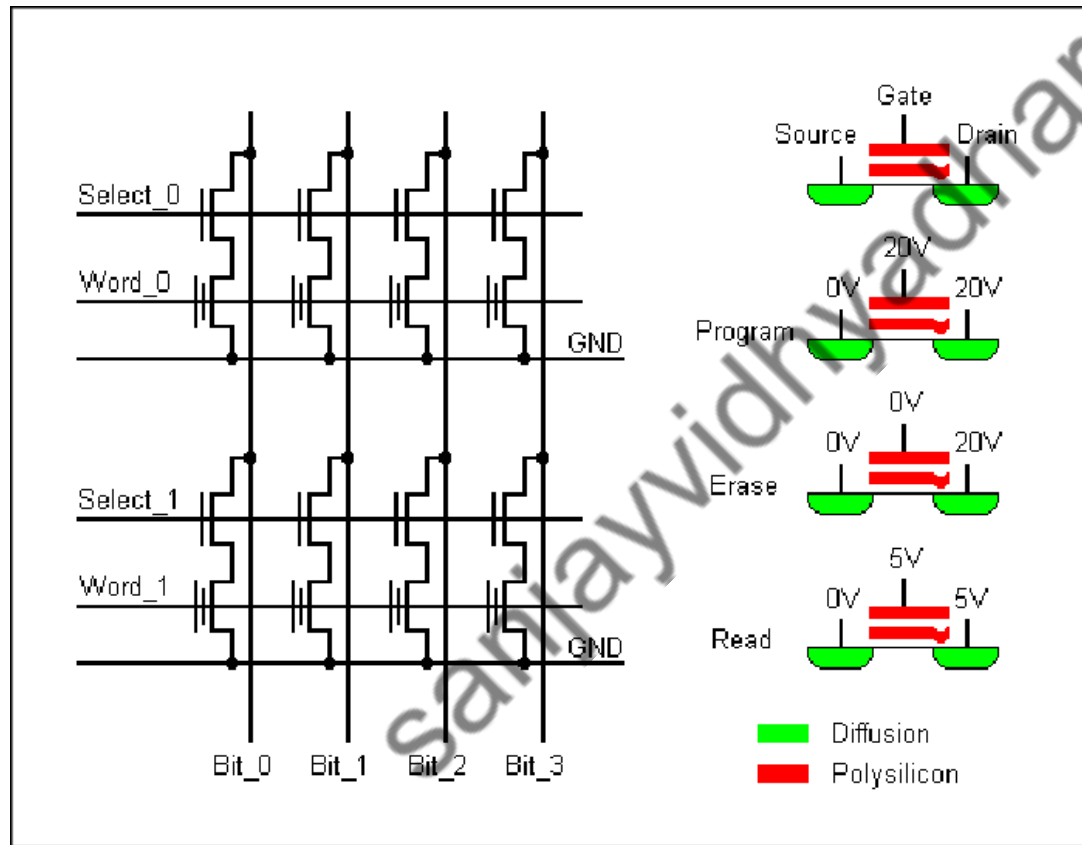 Select_0
Word_0
GND
Select_1
Word_1
GND
Bit_0 Bit_1 Bit_2 Bit_3
Gate
Source Drain
20V
0V 20V
Program
0V
0V 20V
Erase
5V
0V 5V
Read
Diffusion
Polysilicon
sanjayvidhyadhar